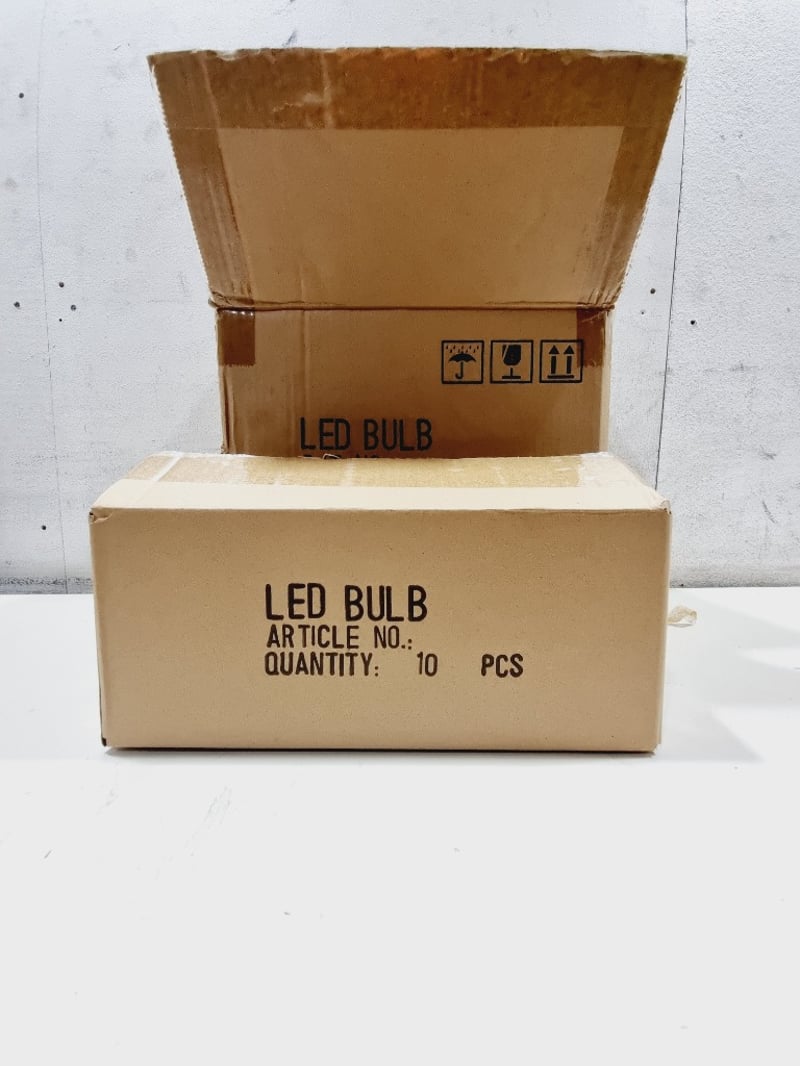 LED BULB
LED BULB
ARTICLE NO.:
QUANTITY: 10 PCS